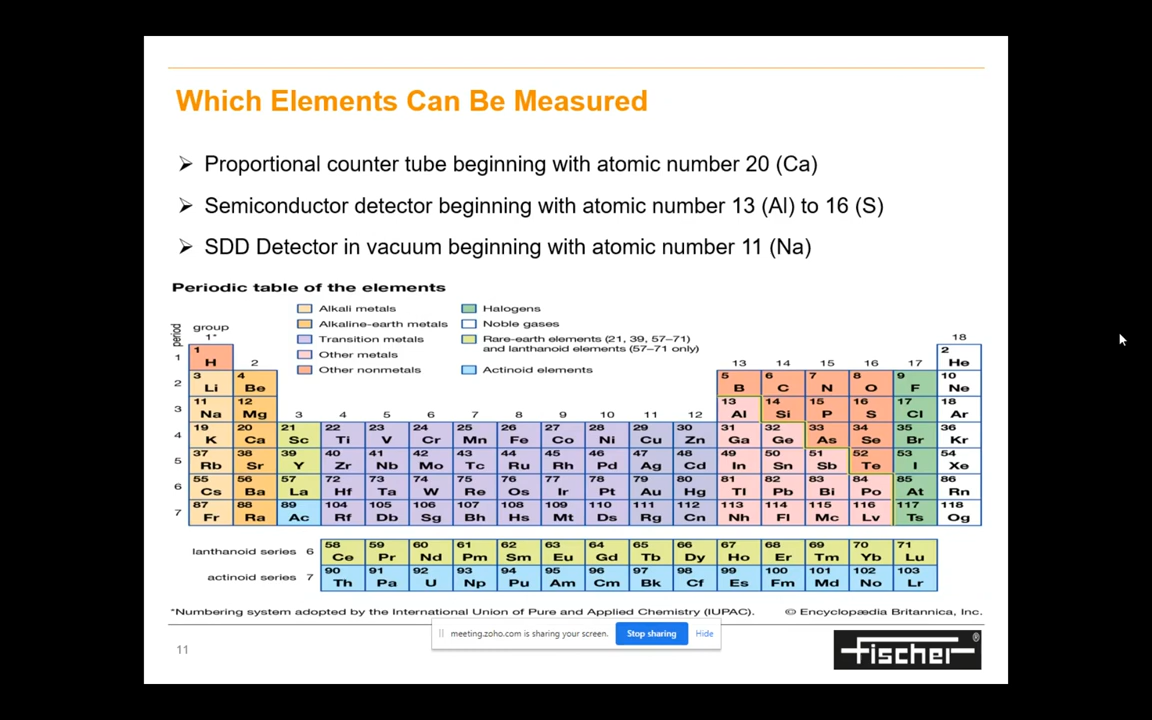 Which Elements Can Be Measured
Proportional counter tube beginning with atomic number 20 (Ca)
Semiconductor detector beginning with atomic number 13 (Al) to 16 (S)
SDD Detector in vacuum beginning with atomic number 11 (Na)
Periodic table of the elements
Alkali metals
Alkaline-earth metals
Transition metals
Other metals
Other nonmetals
Halogens
Noble gases
Rare-earth elements (21, 39, 57–71)
and lanthanoid elements (57–71 only)
Actinoid elements
period
group
1* 18
1 1 2
H 2 13 14 15 16 17 He
2 3 4 5 6 7 8 9 10
Li Be B C N O F Ne
3 11 12 13 14 15 16 17 18
Na Mg 3 4 5 6 7 8 9 10 11 12 Al Si P S Cl Ar
4 19 20 21 22 23 24 25 26 27 28 29 30 31 32 33 34 35 36
K Ca Sc Ti V Cr Mn Fe Co Ni Cu Zn Ga Ge As Se Br Kr
5 37 38 39 40 41 42 43 44 45 46 47 48 49 50 51 52 53 54
Rb Sr Y Zr Nb Mo Tc Ru Rh Pd Ag Cd In Sn Sb Te I Xe
6 55 56 57 72 73 74 75 76 77 78 79 80 81 82 83 84 85 86
Cs Ba La Hf Ta W Re Os Ir Pt Au Hg Tl Pb Bi Po At Rn
7 87 88 89 104 105 106 107 108 109 110 111 112 113 114 115 116 117 118
Fr Ra Ac Rf Db Sg Bh Hs Mt Ds Rg Cn Nh Fl Mc Lv Ts Og
lanthanoid series 6 58 59 60 61 62 63 64 65 66 67 68 69 70 71
Ce Pr Nd Pm Sm Eu Gd Tb Dy Ho Er Tm Yb Lu
actinoid series 7 90 91 92 93 94 95 96 97 98 99 100 101 102 103
Th Pa U Np Pu Am Cm Bk Cf Es Fm Md No Lr
*Numbering system adopted by the International Union of Pure and Applied Chemistry (IUPAC). © Encyclopædia Britannica, Inc.
meeting.zoho.com is sharing your screen. Stop sharing Hide
11
fischer®